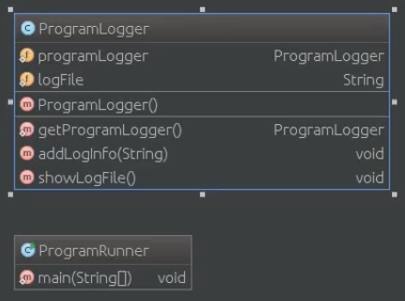 ProgramLogger
programLogger ProgramLogger
logFile String
ProgramLogger()
getProgramLogger() ProgramLogger
addLogInfo(String) void
showLogFile() void
ProgramRunner
main(String[]) void